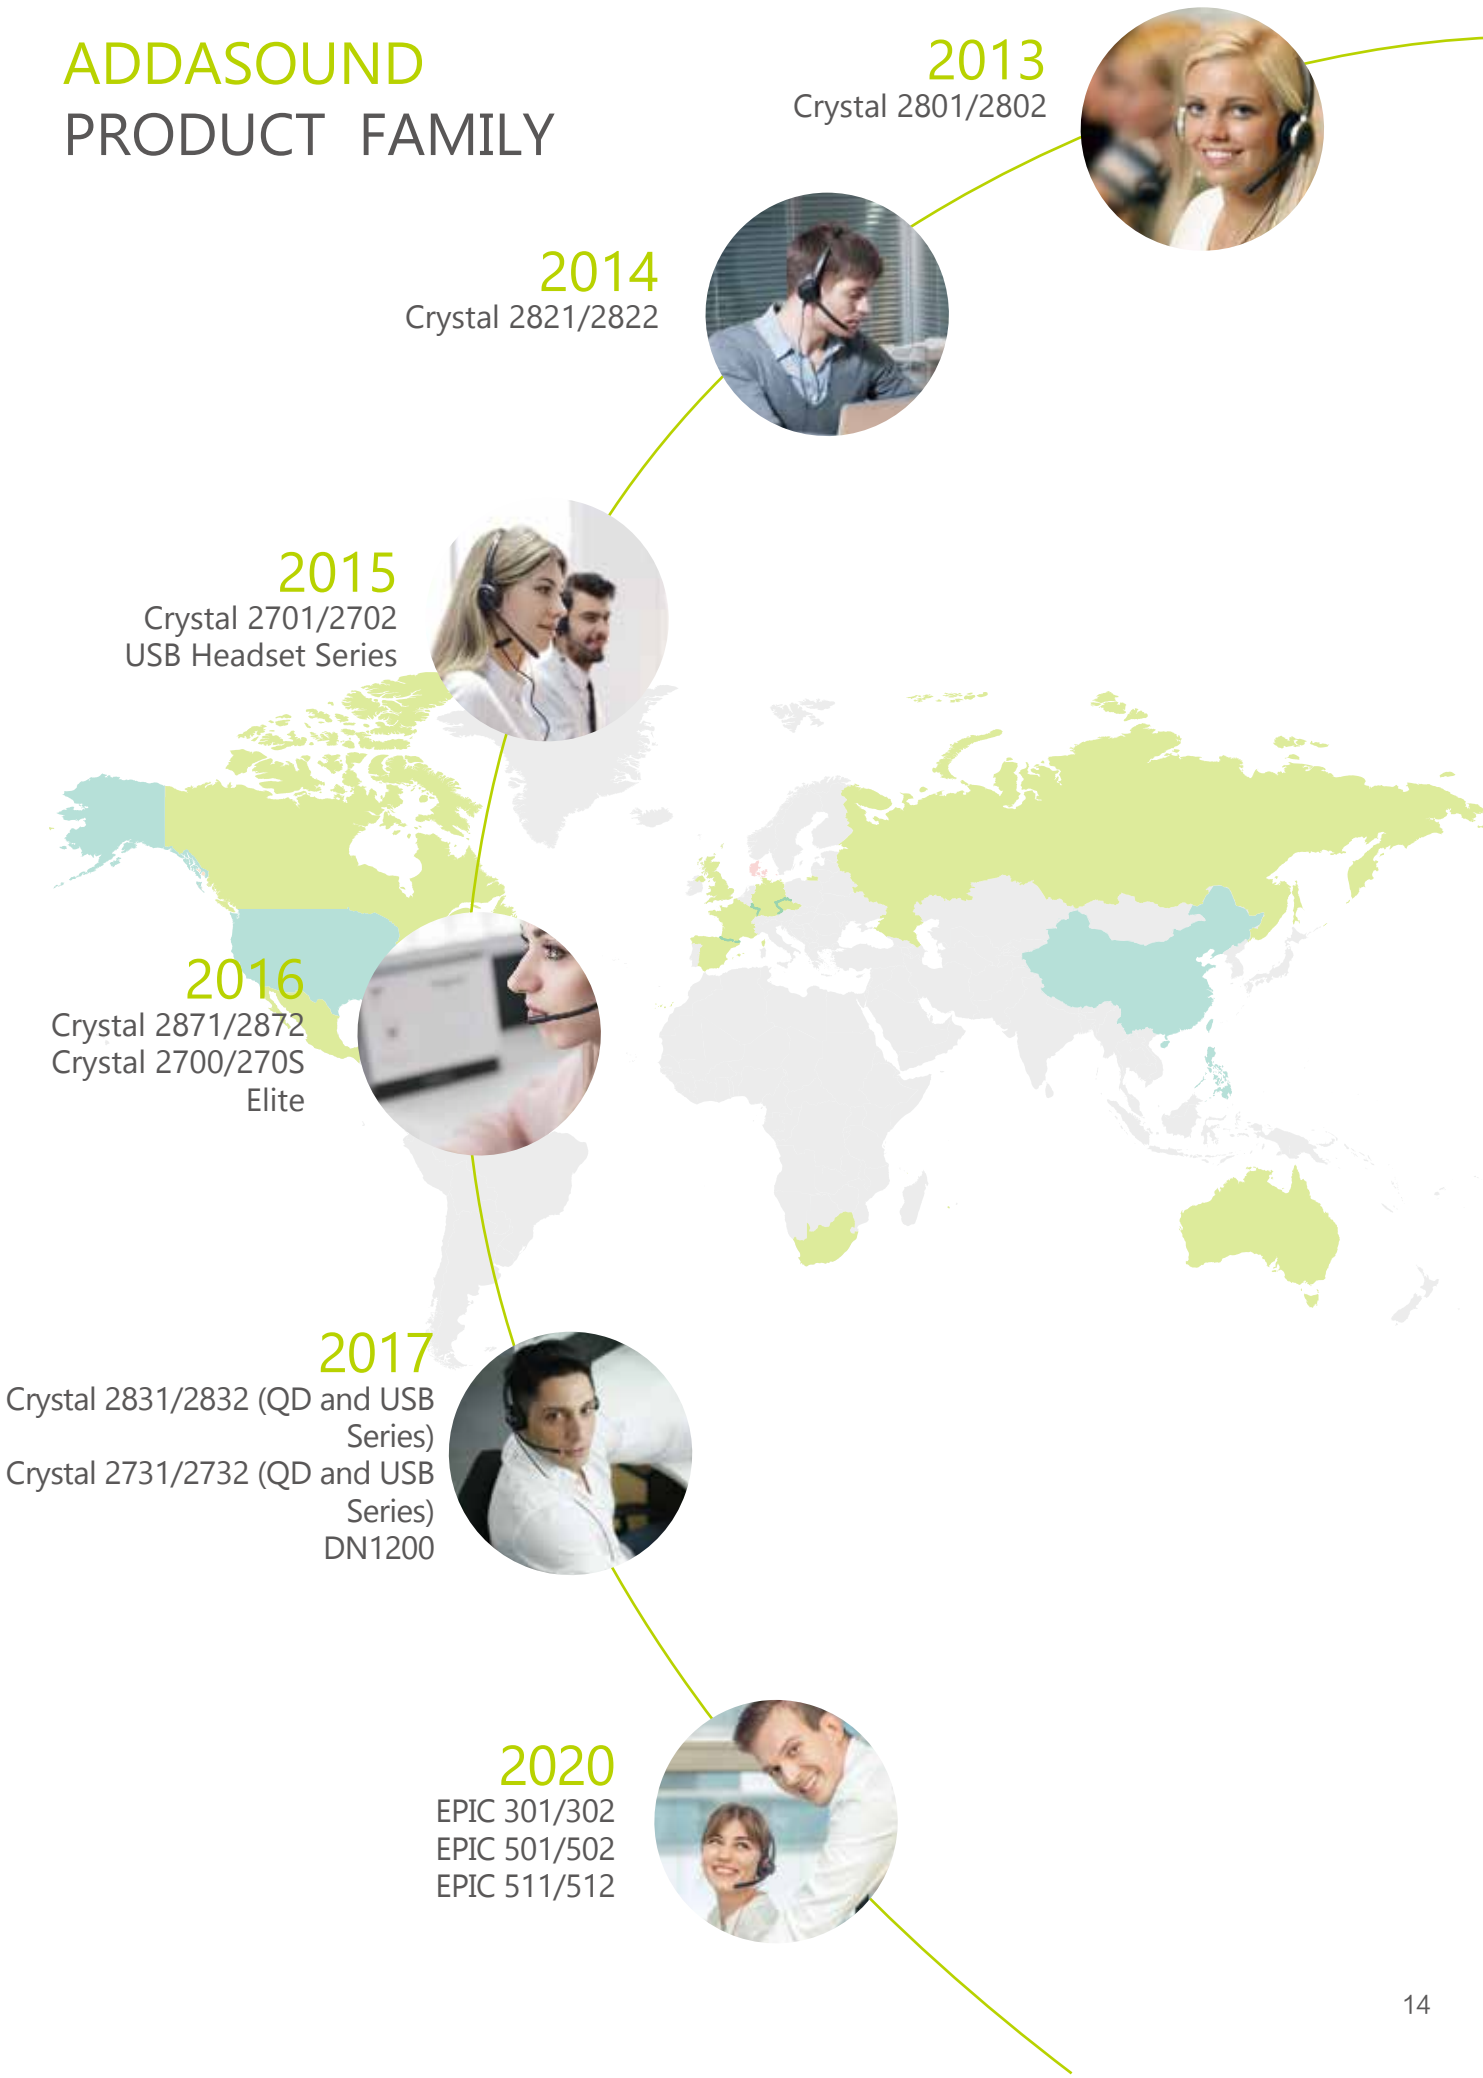 ADDASOUND
PRODUCT FAMILY
2013
Crystal 2801/2802
2014
Crystal 2821/2822
2015
Crystal 2701/2702
USB Headset Series
2016
Crystal 2871/2872
Crystal 2700/270S
Elite
2017
Crystal 2831/2832 (QD and USB
Series)
Crystal 2731/2732 (QD and USB
Series)
DN1200
2020
EPIC 301/302
EPIC 501/502
EPIC 511/512
14